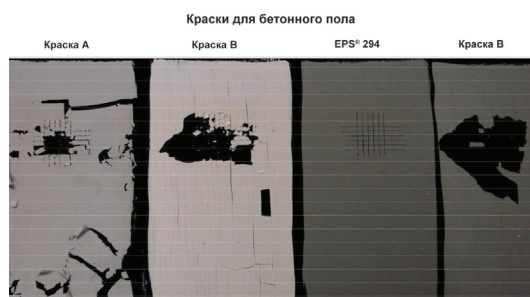 Краски для бетонного пола
Краска А
Краска В
EPS® 294
Краска В